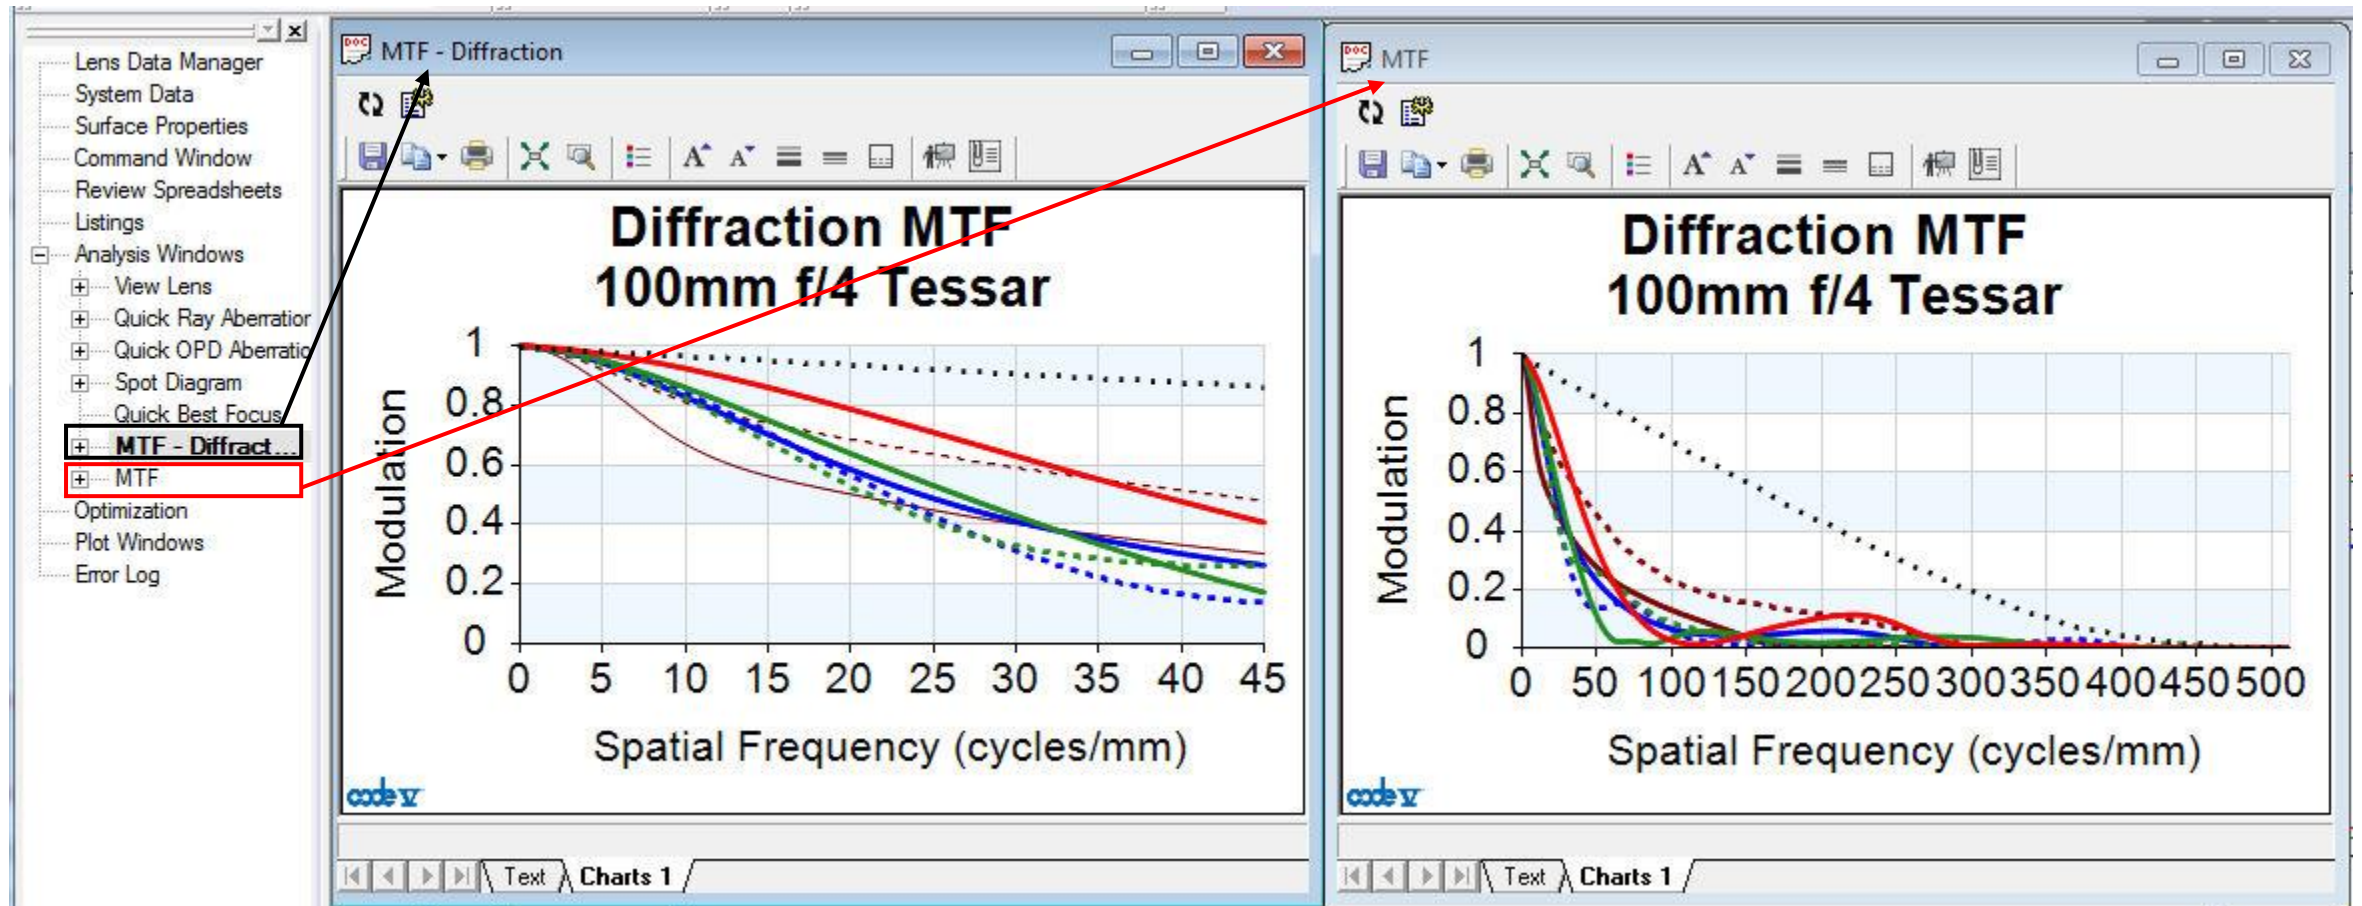 Lens Data Manager
System Data
Surface Properties
Command Window
Review Spreadsheets
Listings
Analysis Windows
View Lens
Quick Ray Aberration
Quick OPD Aberratio
Spot Diagram
Quick Best Focus
MTF - Diffract...
MTF
Optimization
Plot Windows
Error Log
MTF - Diffraction
Diffraction MTF
100mm f/4 Tessar
Modulation
1
0.8
0.6
0.4
0.2
0
0 5 10 15 20 25 30 35 40 45
Spatial Frequency (cycles/mm)
code V
Text Charts 1
MTF
Diffraction MTF
100mm f/4 Tessar
Modulation
1
0.8
0.6
0.4
0.2
0
0 50 100 150 200 250 300 350 400 450 500
Spatial Frequency (cycles/mm)
code V
Text Charts 1